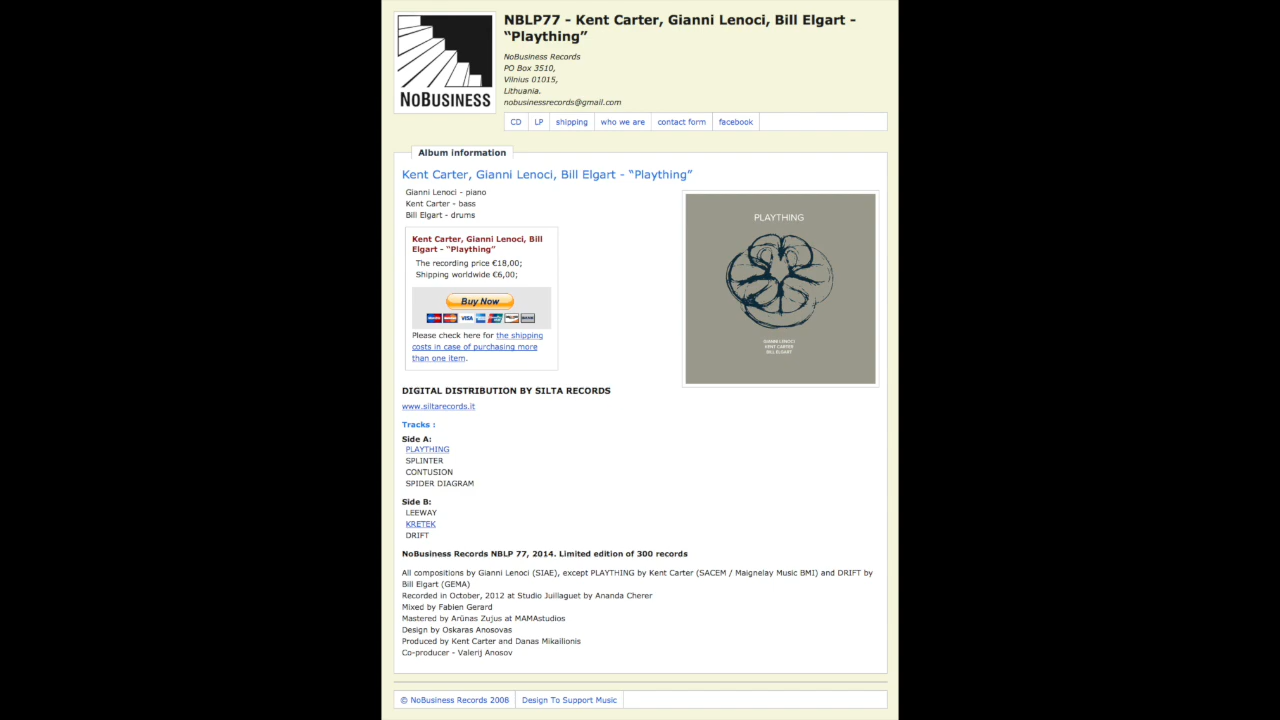 NBLP77 - Kent Carter, Gianni Lenoci, Bill Elgart -
“Plaything”
NOBUSINESS
NoBusiness Records
PO Box 3510,
Vilnius 01015,
Lithuania.
nobusinessrecords@gmail.com
CD LP shipping who we are contact form facebook
Album information
Kent Carter, Gianni Lenoci, Bill Elgart - “Plaything”
Gianni Lenoci - piano
Kent Carter - bass
Bill Elgart - drums
Kent Carter, Gianni Lenoci, Bill
Elgart - “Plaything”
The recording price €18,00;
Shipping worldwide €6,00;
Buy Now
VISA
Please check here for the shipping
costs in case of purchasing more
than one item.
PLAYTHING
GIANNI LENOCI
KENT CARTER
BILL ELGART
DIGITAL DISTRIBUTION BY SILTA RECORDS
www.siltarecords.it
Tracks :
Side A:
PLAYTHING
SPLINTER
CONTUSION
SPIDER DIAGRAM
Side B:
LEEWAY
KRETEK
DRIFT
NoBusiness Records NBLP 77, 2014. Limited edition of 300 records
All compositions by Gianni Lenoci (SIAE), except PLAYTHING by Kent Carter (SACEM / Maignelay Music BMI) and DRIFT by
Bill Elgart (GEMA)
Recorded in October, 2012 at Studio Juillaguet by Ananda Cherer
Mixed by Fabien Gerard
Mastered by Arūnas Zujus at MAMAstudios
Design by Oskaras Anosovas
Produced by Kent Carter and Danas Mikailionis
Co-producer - Valerij Anosov
© NoBusiness Records 2008 Design To Support Music